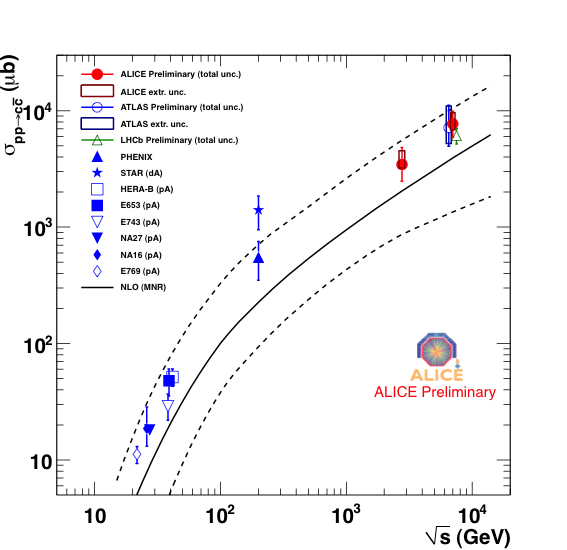 σpp→cc̅ (μb)
ALICE Preliminary (total unc.)
ALICE extr. unc.
ATLAS Preliminary (total unc.)
ATLAS extr. unc.
LHCb Preliminary (total unc.)
PHENIX
STAR (dA)
HERA-B (pA)
E653 (pA)
E743 (pA)
NA27 (pA)
NA16 (pA)
E769 (pA)
NLO (MNR)
10⁴
10³
10²
10
ALICE
ALICE Preliminary
10 10² 10³ 10⁴
√s (GeV)